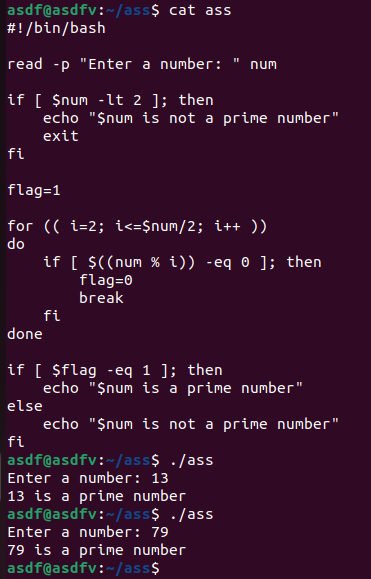 asdf@asdfv:~/ass$ cat ass
#!/bin/bash

read -p "Enter a number: " num

if [ $num -lt 2 ]; then
    echo "$num is not a prime number"
    exit
fi

flag=1

for (( i=2; i<=$num/2; i++ ))
do
    if [ $((num % i)) -eq 0 ]; then
        flag=0
        break
    fi
done

if [ $flag -eq 1 ]; then
    echo "$num is a prime number"
else
    echo "$num is not a prime number"
fi
asdf@asdfv:~/ass$ ./ass
Enter a number: 13
13 is a prime number
asdf@asdfv:~/ass$ ./ass
Enter a number: 79
79 is a prime number
asdf@asdfv:~/ass$